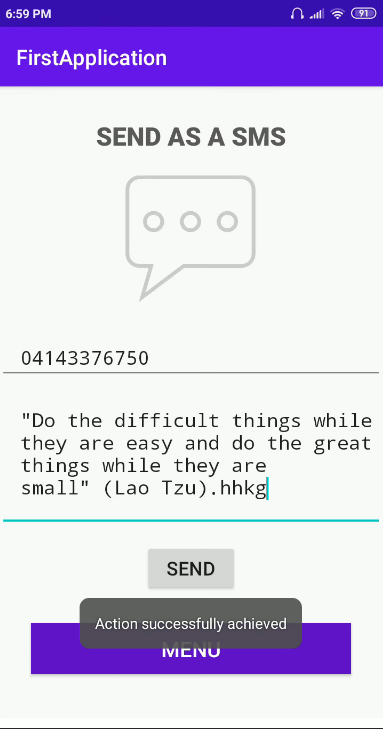 6:59 PM
91
FirstApplication
SEND AS A SMS
04143376750
"Do the difficult things while
they are easy and do the great
things while they are
small" (Lao Tzu).hhkg
SEND
Action successfully achieved
MENU